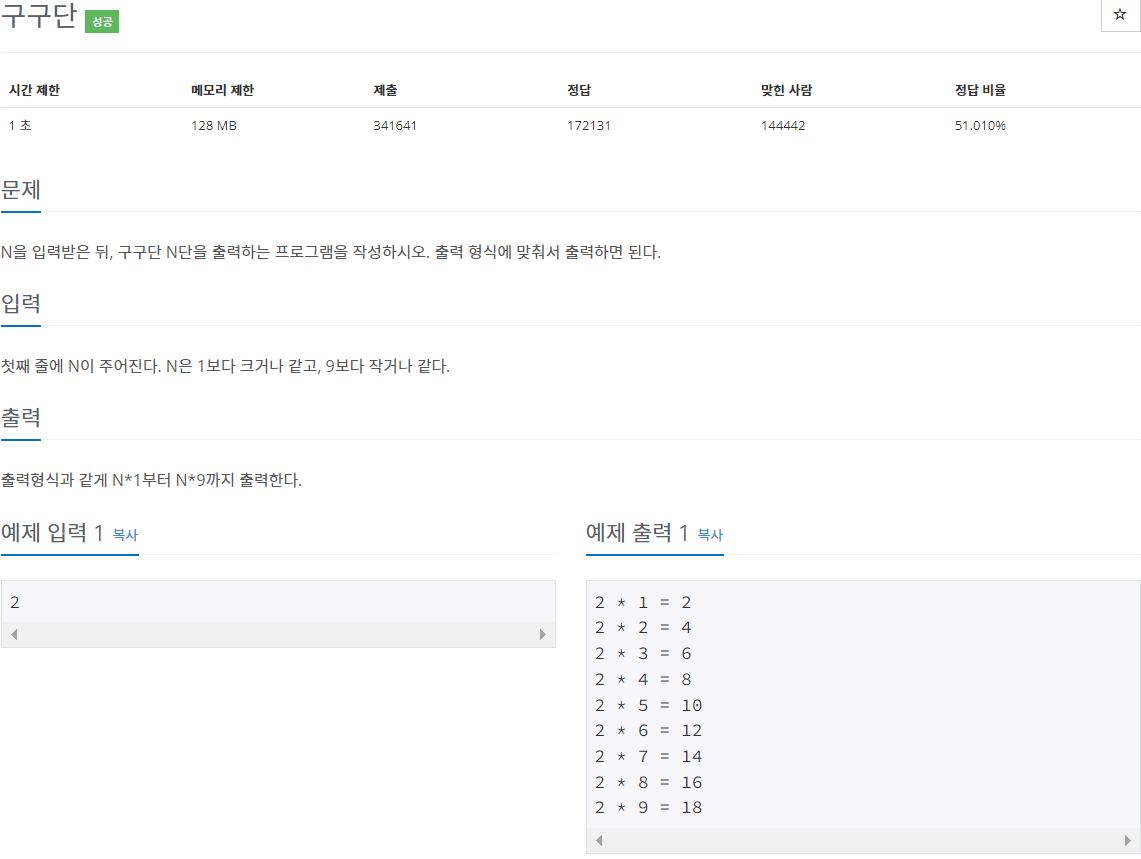 구구단 성공
시간 제한 메모리 제한 제출 정답 맞힌 사람 정답 비율
1 초 128 MB 341641 172131 144442 51.010%
문제
N을 입력받은 뒤, 구구단 N단을 출력하는 프로그램을 작성하시오. 출력 형식에 맞춰서 출력하면 된다.
입력
첫째 줄에 N이 주어진다. N은 1보다 크거나 같고, 9보다 작거나 같다.
출력
출력형식과 같게 N*1부터 N*9까지 출력한다.
예제 입력 1 복사
2
예제 출력 1 복사
2 * 1 = 2
2 * 2 = 4
2 * 3 = 6
2 * 4 = 8
2 * 5 = 10
2 * 6 = 12
2 * 7 = 14
2 * 8 = 16
2 * 9 = 18